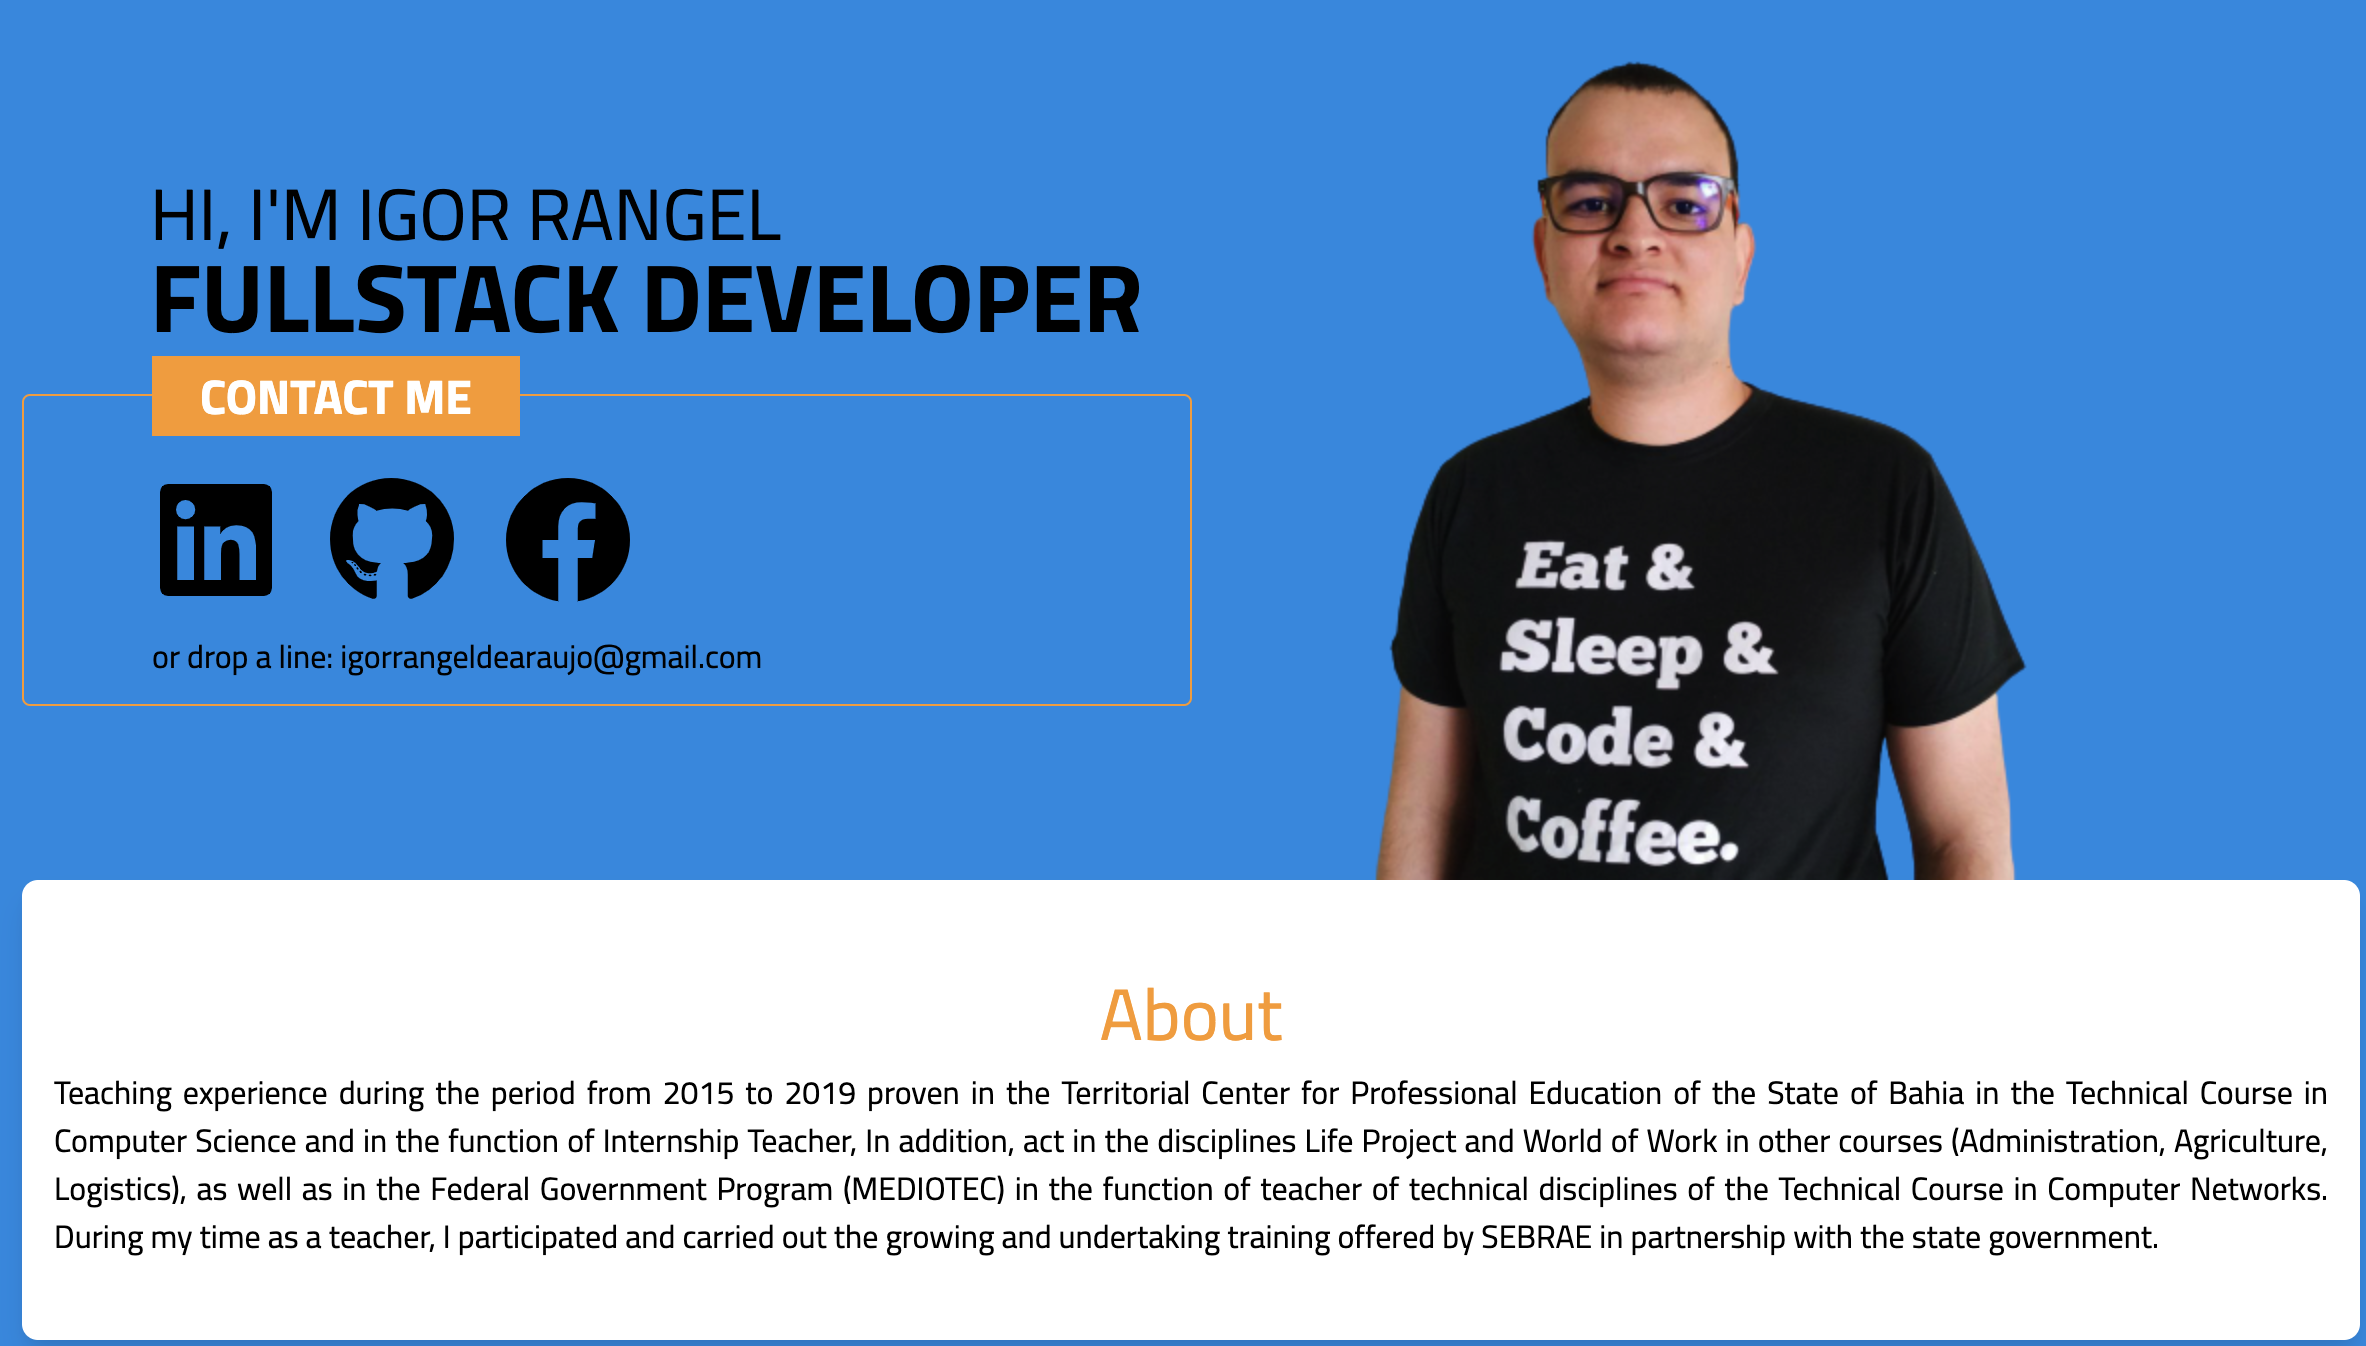 HI, I'M IGOR RANGEL
FULLSTACK DEVELOPER
CONTACT ME
in
f
or drop a line: igorrangeldearaujo@gmail.com
Eat &
Sleep &
Code &
Coffee.
About
Teaching experience during the period from 2015 to 2019 proven in the Territorial Center for Professional Education of the State of Bahia in the Technical Course in
Computer Science and in the function of Internship Teacher, In addition, act in the disciplines Life Project and World of Work in other courses (Administration, Agriculture,
Logistics), as well as in the Federal Government Program (MEDIOTEC) in the function of teacher of technical disciplines of the Technical Course in Computer Networks.
During my time as a teacher, I participated and carried out the growing and undertaking training offered by SEBRAE in partnership with the state government.